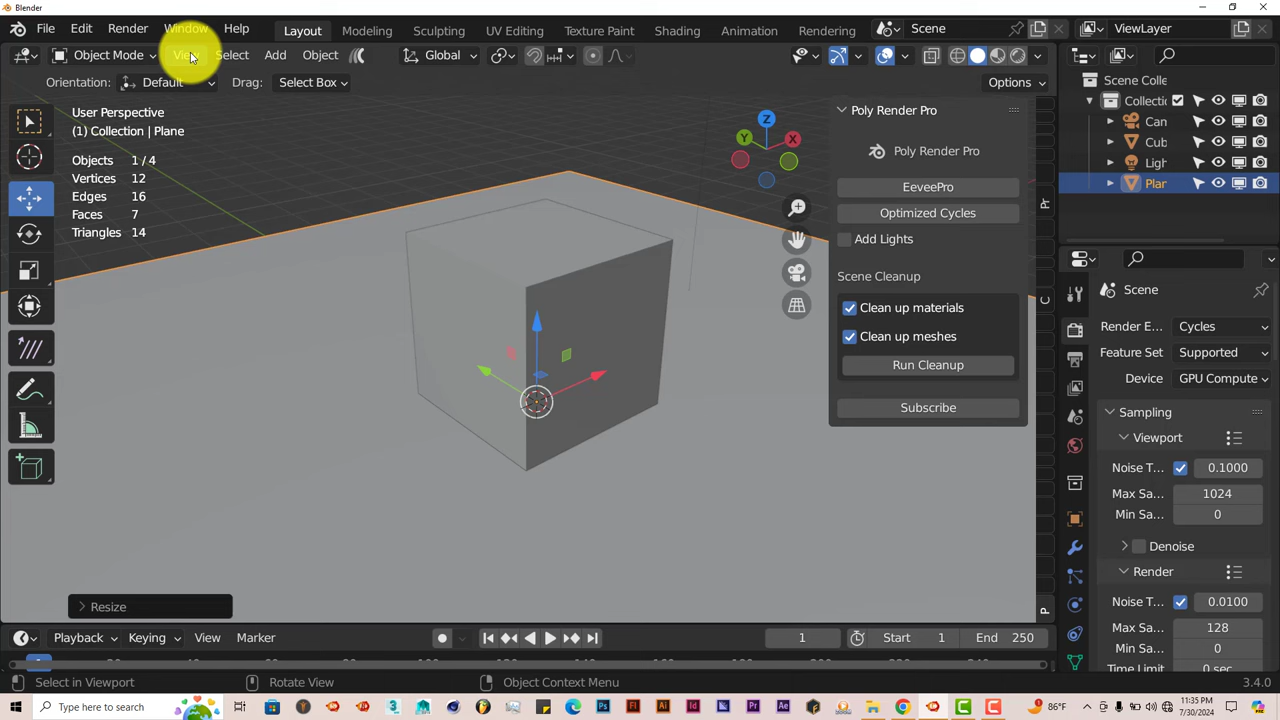 Blender
File Edit Render Window Help Layout Modeling Sculpting UV Editing Texture Paint Shading Animation Rendering Scene ViewLayer
Object Mode View Select Add Object Global
Orientation: Default Drag: Select Box Options
User Perspective
(1) Collection | Plane
Objects 1 / 4
Vertices 12
Edges 16
Faces 7
Triangles 14
Resize
Z
Y
X
Poly Render Pro
Poly Render Pro
EeveePro
Optimized Cycles
Add Lights
Scene Cleanup
Clean up materials
Clean up meshes
Run Cleanup
Subscribe
Pr
C
P
Scene Colle
Collecti
Can
Cub
Ligh
Plar
Scene
Render E... Cycles
Feature Set Supported
Device GPU Compute
Sampling
Viewport
Noise T... 0.1000
Max Sa... 1024
Min Sa... 0
Denoise
Render
Noise T... 0.0100
Max Sa... 128
Min Sa... 0
Time Limit 0 sec
Playback Keying View Marker 1 Start 1 End 250
Select in Viewport Rotate View Object Context Menu 3.4.0
Type here to search 86°F 11:35 PM
7/30/2024